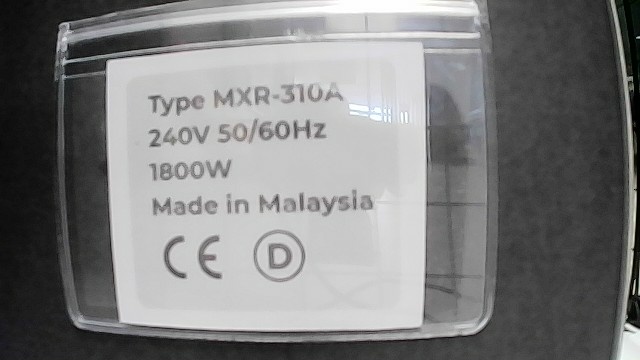 Type MXR-310A
240V 50/60Hz
1800W
Made in Malaysia
CE D